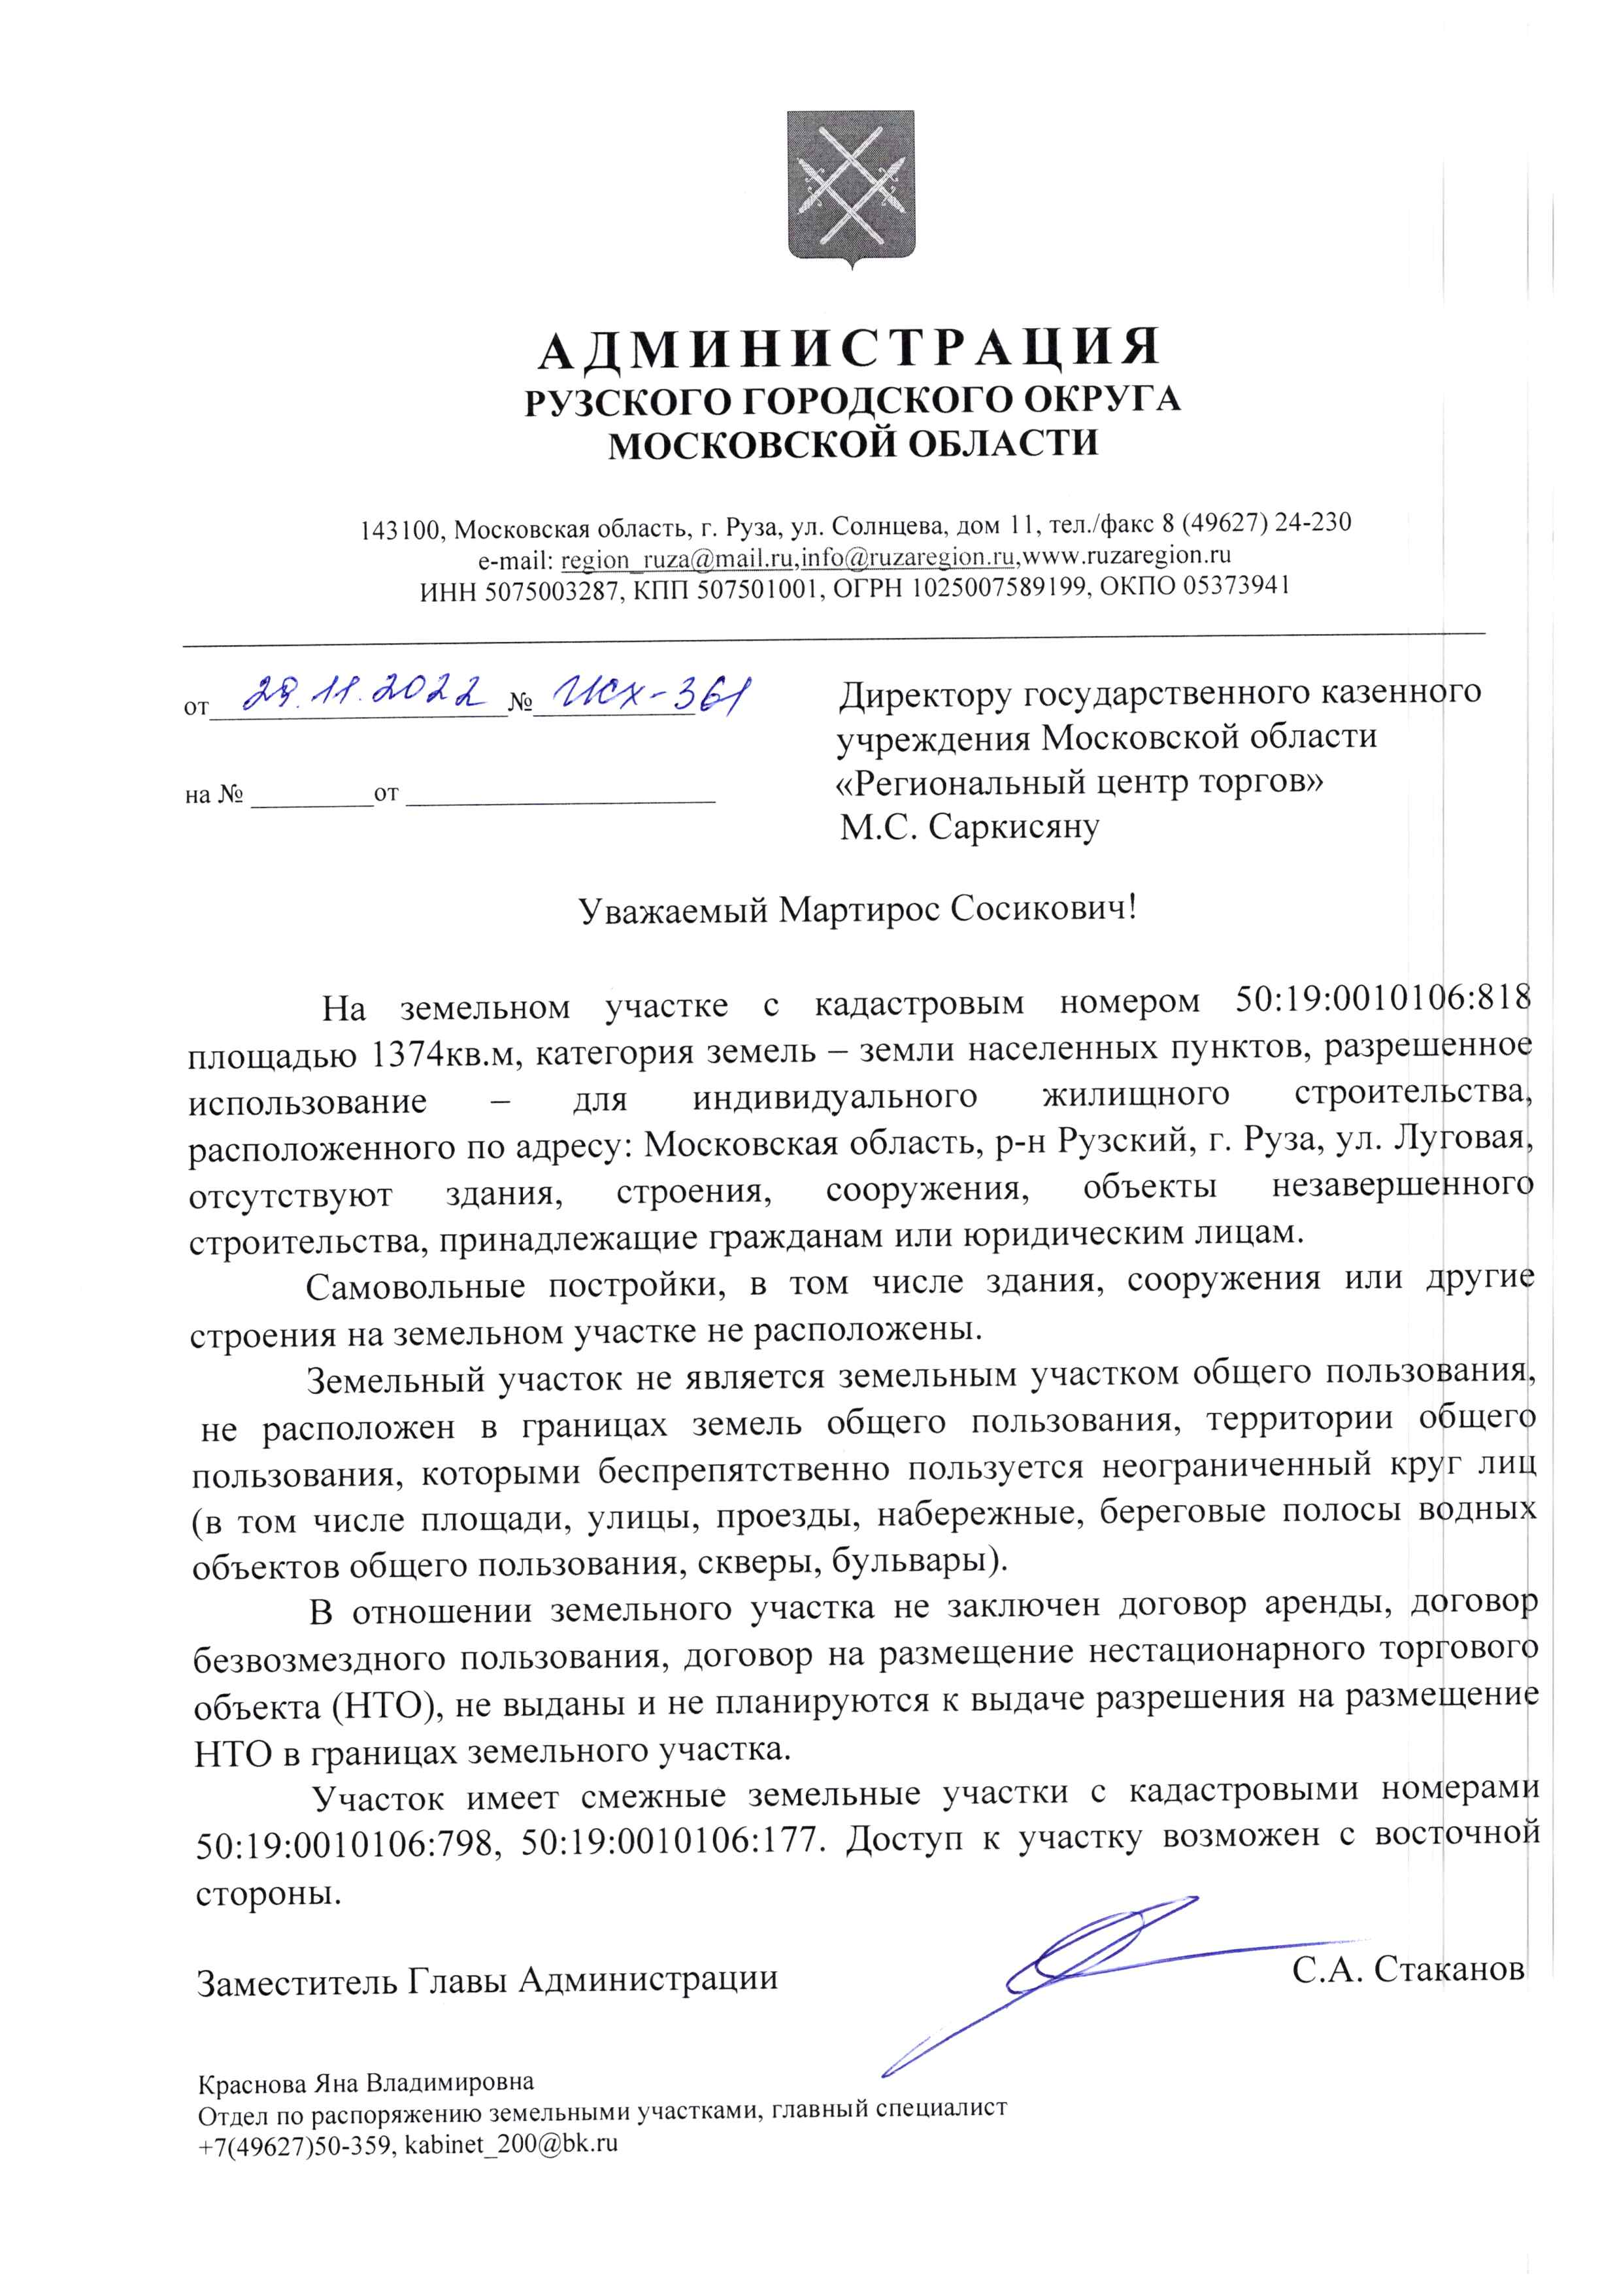 АДМИНИСТРАЦИЯ
РУЗСКОГО ГОРОДСКОГО ОКРУГА
МОСКОВСКОЙ ОБЛАСТИ
143100, Московская область, г. Руза, ул. Солнцева, дом 11, тел./факс 8 (49627) 24-230
e-mail: region_ruza@mail.ru,info@ruzaregion.ru,www.ruzaregion.ru
ИНН 5075003287, КПП 507501001, ОГРН 1025007589199, ОКПО 05373941
от 29.11.2022 № Исх-361
на № _________от ___________________
Директору государственного казенного
учреждения Московской области
«Региональный центр торгов»
М.С. Саркисяну
Уважаемый Мартирос Сосикович!
На земельном участке с кадастровым номером 50:19:0010106:818
площадью 1374кв.м, категория земель – земли населенных пунктов, разрешенное
использование – для индивидуального жилищного строительства,
расположенного по адресу: Московская область, р-н Рузский, г. Руза, ул. Луговая,
отсутствуют здания, строения, сооружения, объекты незавершенного
строительства, принадлежащие гражданам или юридическим лицам.
Самовольные постройки, в том числе здания, сооружения или другие
строения на земельном участке не расположены.
Земельный участок не является земельным участком общего пользования,
не расположен в границах земель общего пользования, территории общего
пользования, которыми беспрепятственно пользуется неограниченный круг лиц
(в том числе площади, улицы, проезды, набережные, береговые полосы водных
объектов общего пользования, скверы, бульвары).
В отношении земельного участка не заключен договор аренды, договор
безвозмездного пользования, договор на размещение нестационарного торгового
объекта (НТО), не выданы и не планируются к выдаче разрешения на размещение
НТО в границах земельного участка.
Участок имеет смежные земельные участки с кадастровыми номерами
50:19:0010106:798, 50:19:0010106:177. Доступ к участку возможен с восточной
стороны.
Заместитель Главы Администрации С.А. Стаканов
Краснова Яна Владимировна
Отдел по распоряжению земельными участками, главный специалист
+7(49627)50-359, kabinet_200@bk.ru